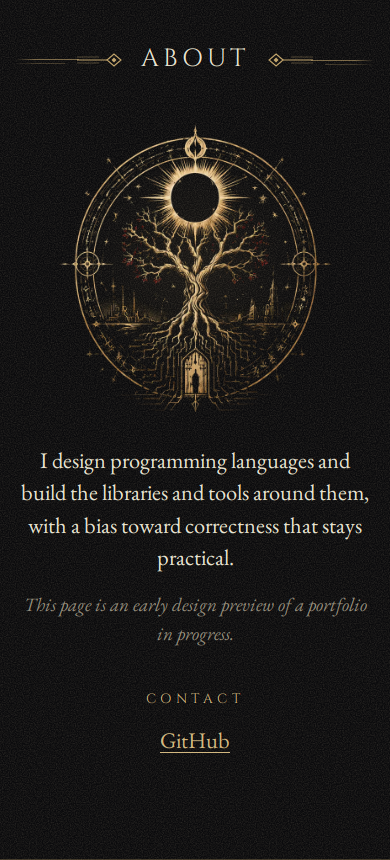 ABOUT
I design programming languages and
build the libraries and tools around them,
with a bias toward correctness that stays
practical.
This page is an early design preview of a portfolio
in progress.
CONTACT
GitHub